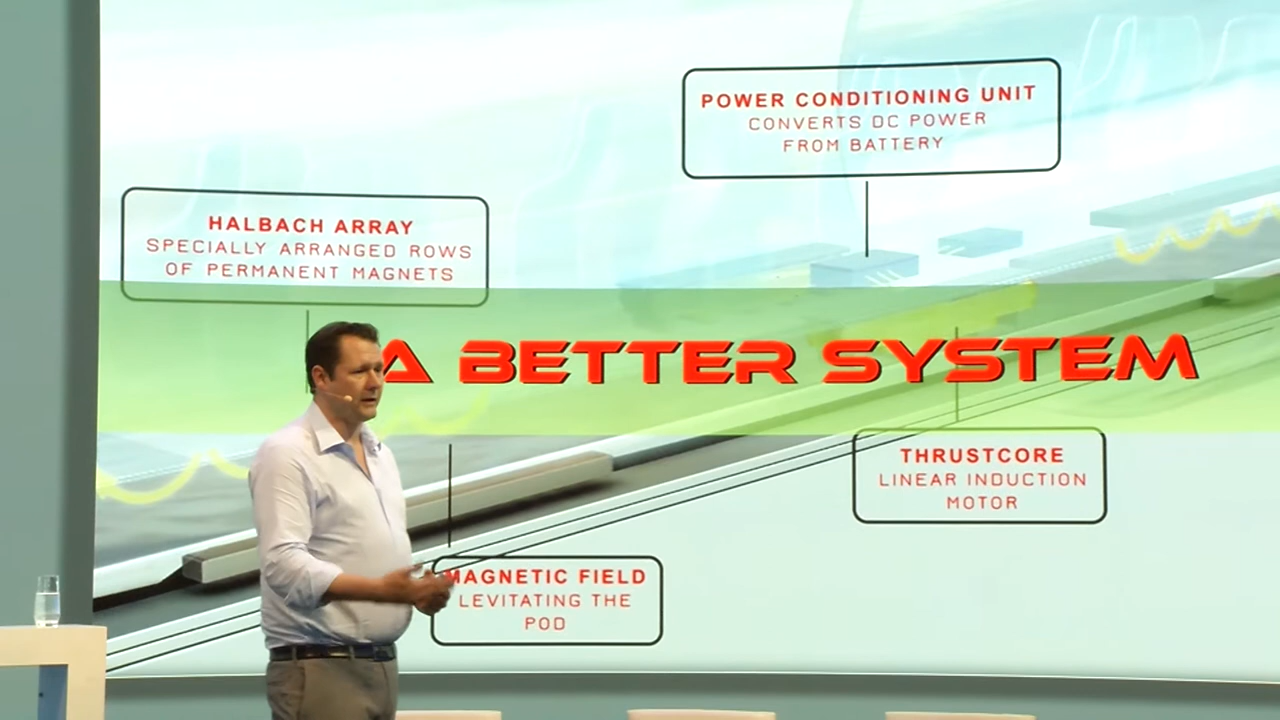 POWER CONDITIONING UNIT
CONVERTS DC POWER
FROM BATTERY
HALBACH ARRAY
SPECIALLY ARRANGED ROWS
OF PERMANENT MAGNETS
A BETTER SYSTEM
THRUSTCORE
LINEAR INDUCTION
MOTOR
MAGNETIC FIELD
LEVITATING THE
POD